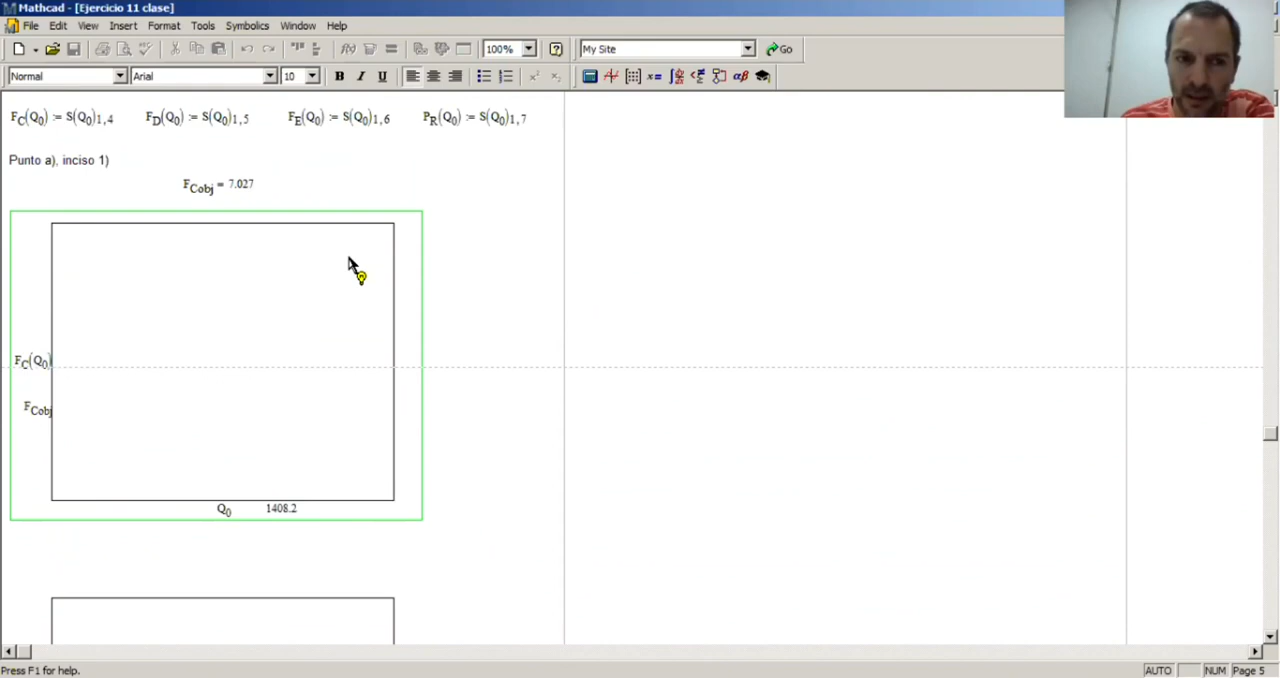 Mathcad - [Ejercicio 11 clase]
File Edit View Insert Format Tools Symbolics Window Help
100% My Site Go
Normal Arial 10 B I U
F_C(Q_0) := S(Q_0)_1,4 F_D(Q_0) := S(Q_0)_1,5 F_E(Q_0) := S(Q_0)_1,6 P_R(Q_0) := S(Q_0)_1,7
Punto a), inciso 1)
F_Cobj = 7.027
F_C(Q_0)
F_Cobj
Q_0 1408.2
Press F1 for help. AUTO NUM Page 5